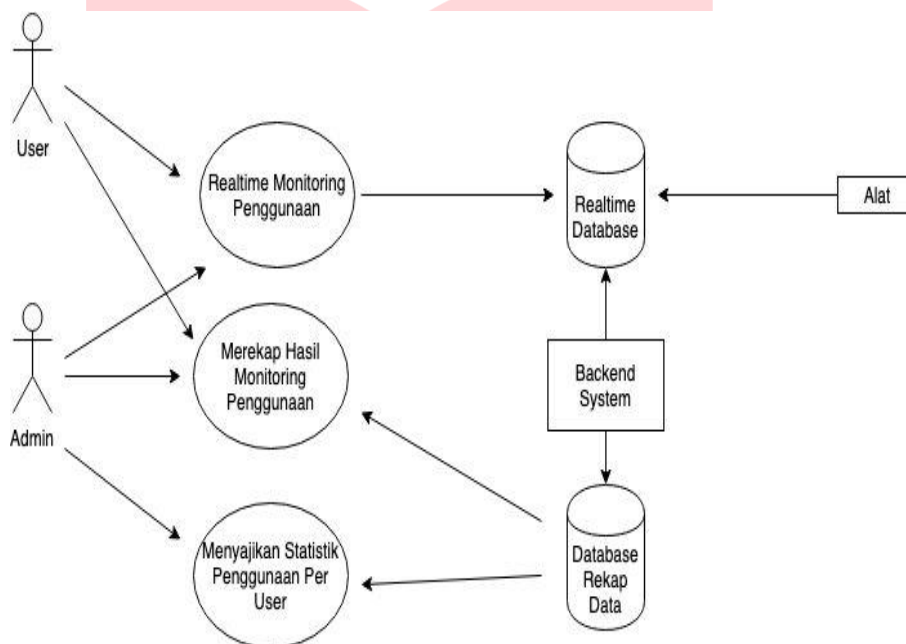 User
Realtime Monitoring
Penggunaan
Realtime
Database
Alat
Admin
Merekap Hasil
Monitoring
Penggunaan
Backend
System
Menyajikan Statistik
Penggunaan Per
User
Database
Rekap
Data